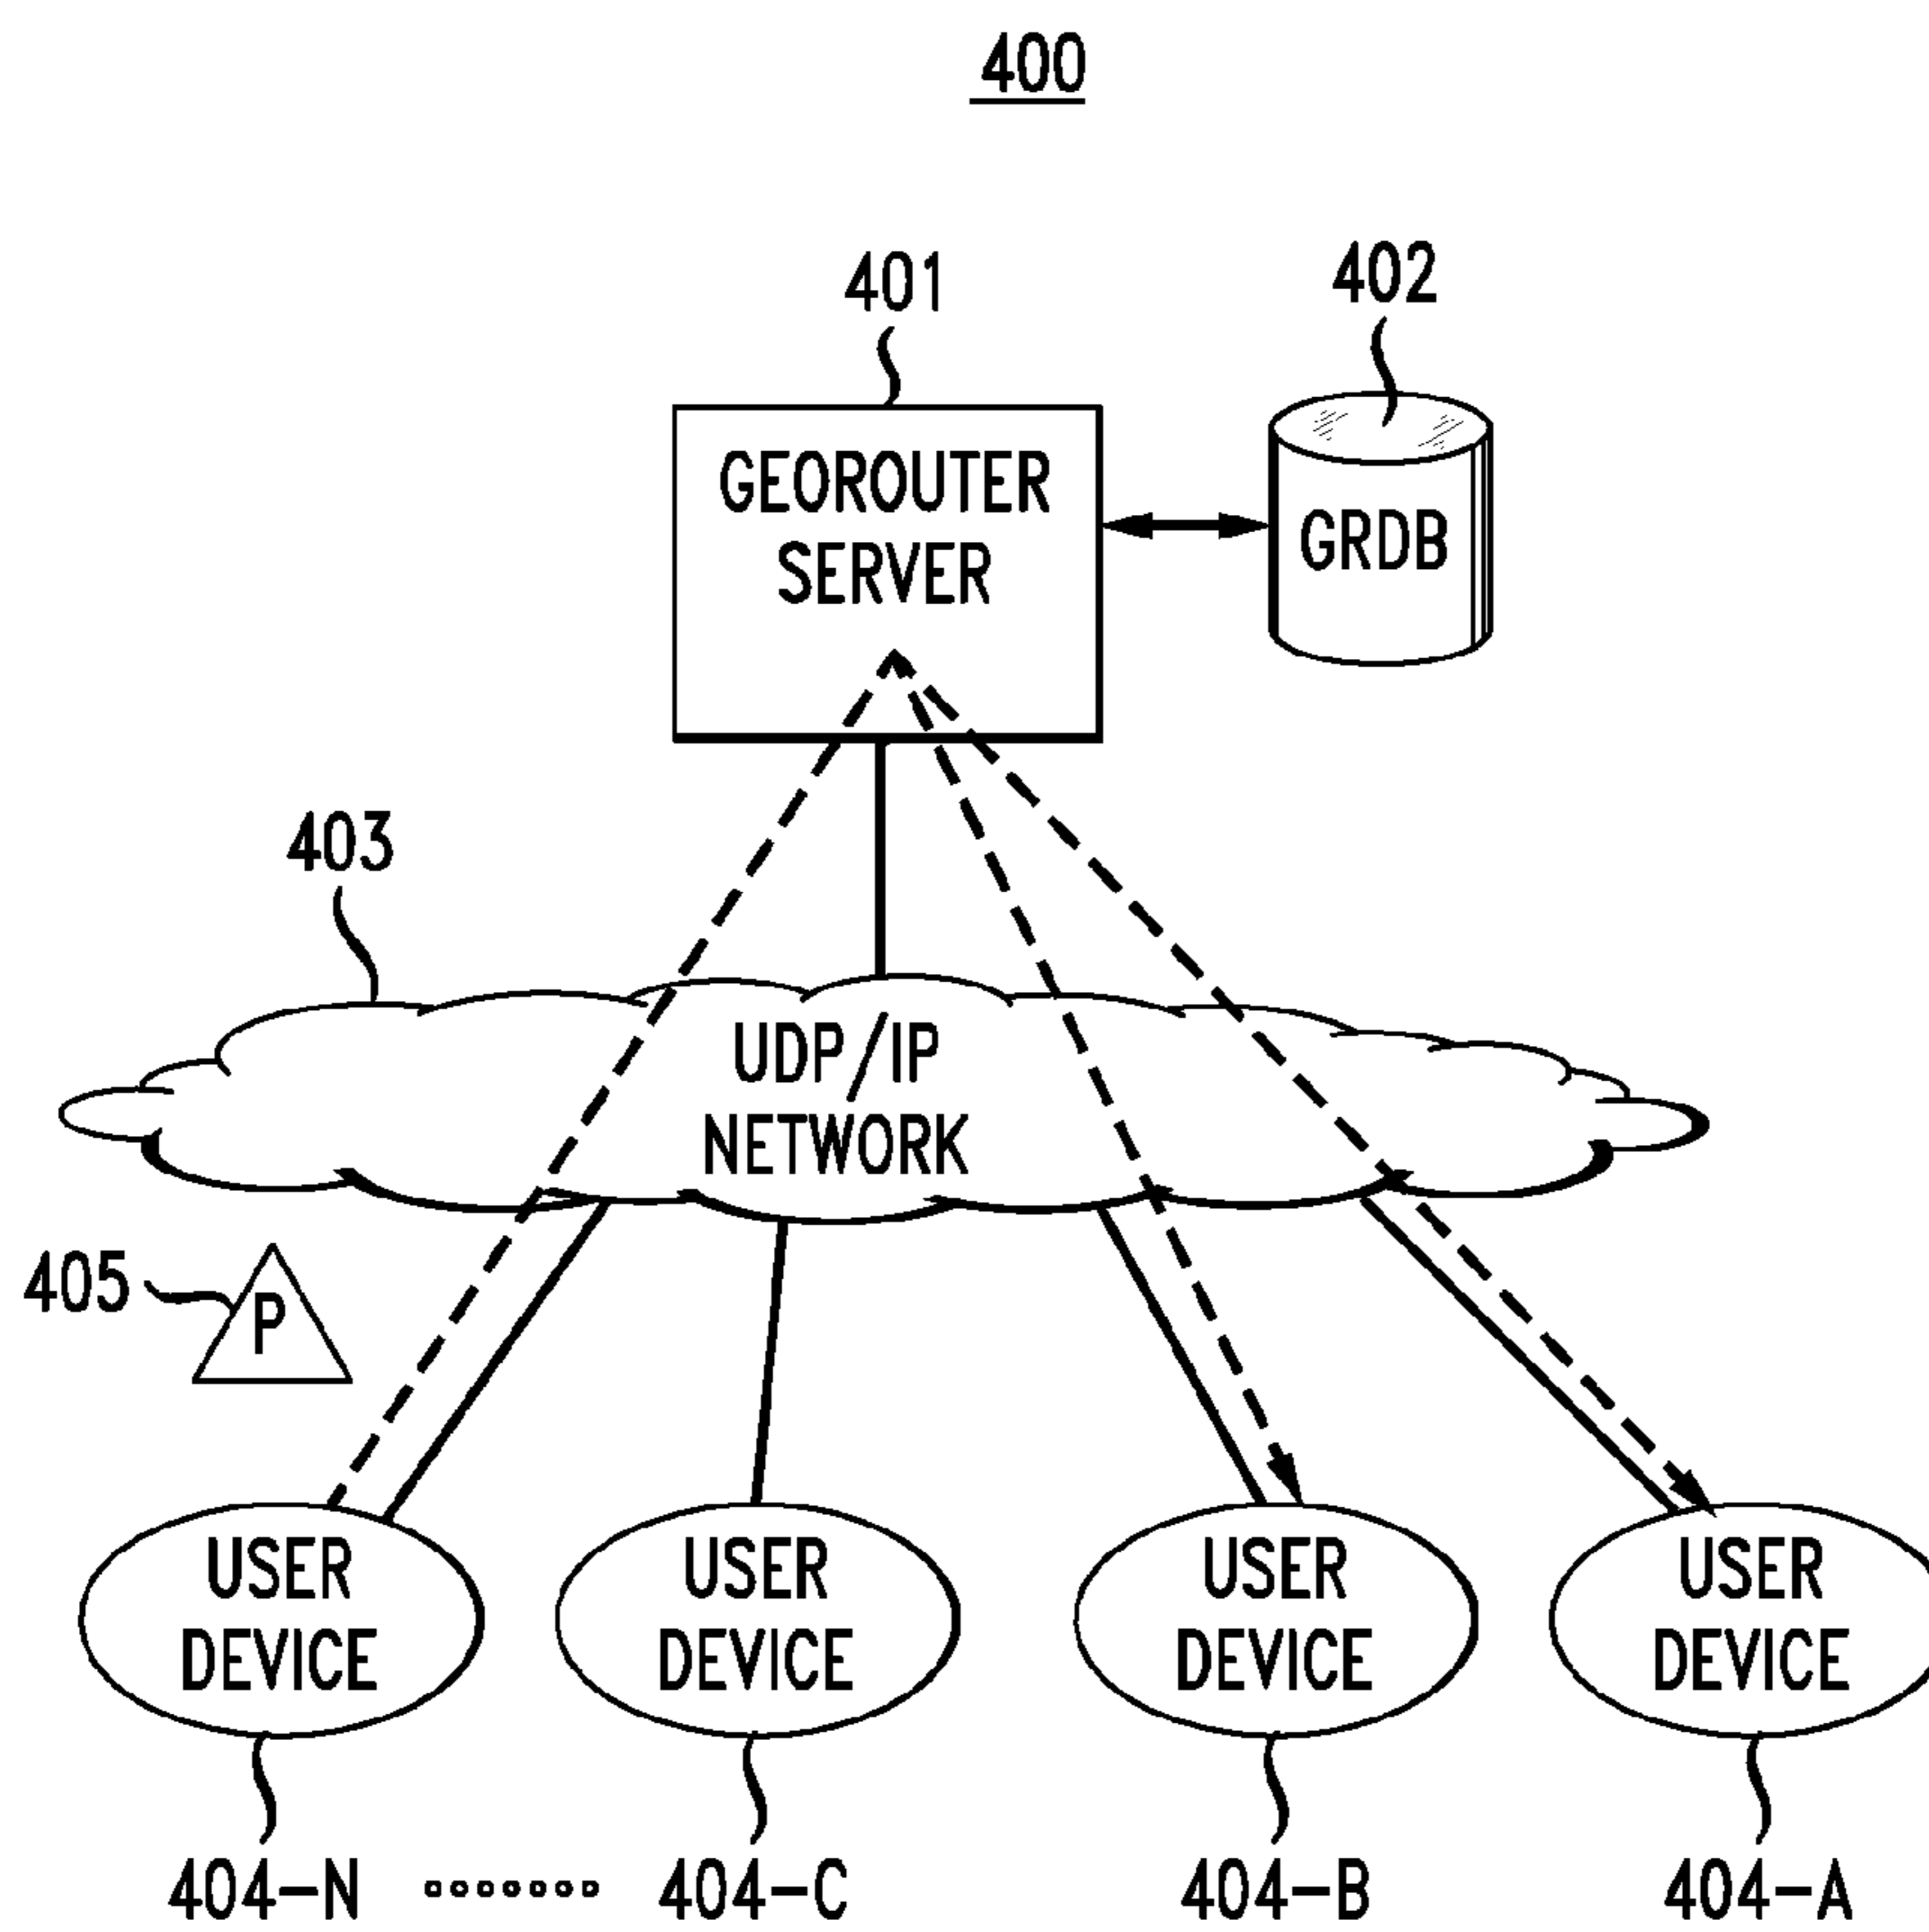 400
401
402
GEOROUTER
SERVER
GRDB
403
UDP/IP
NETWORK
405
P
USER
DEVICE
USER
DEVICE
USER
DEVICE
USER
DEVICE
404-N
404-C
404-B
404-A